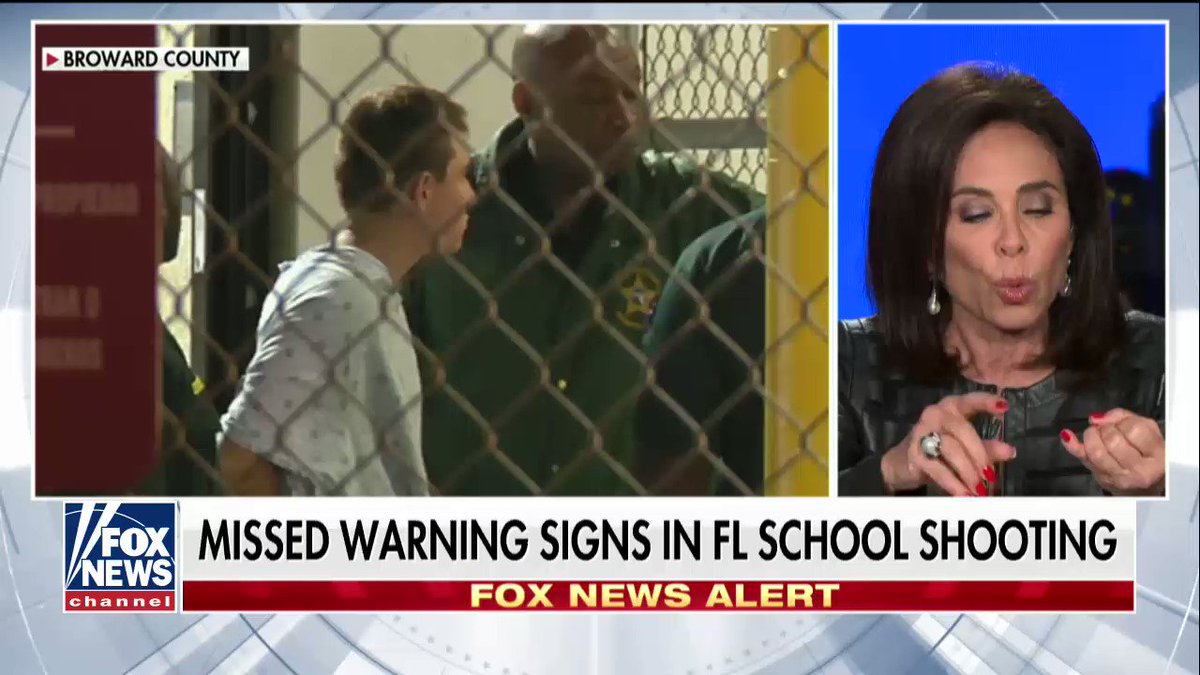 BROWARD COUNTY
FOX
NEWS
channel
MISSED WARNING SIGNS IN FL SCHOOL SHOOTING
FOX NEWS ALERT